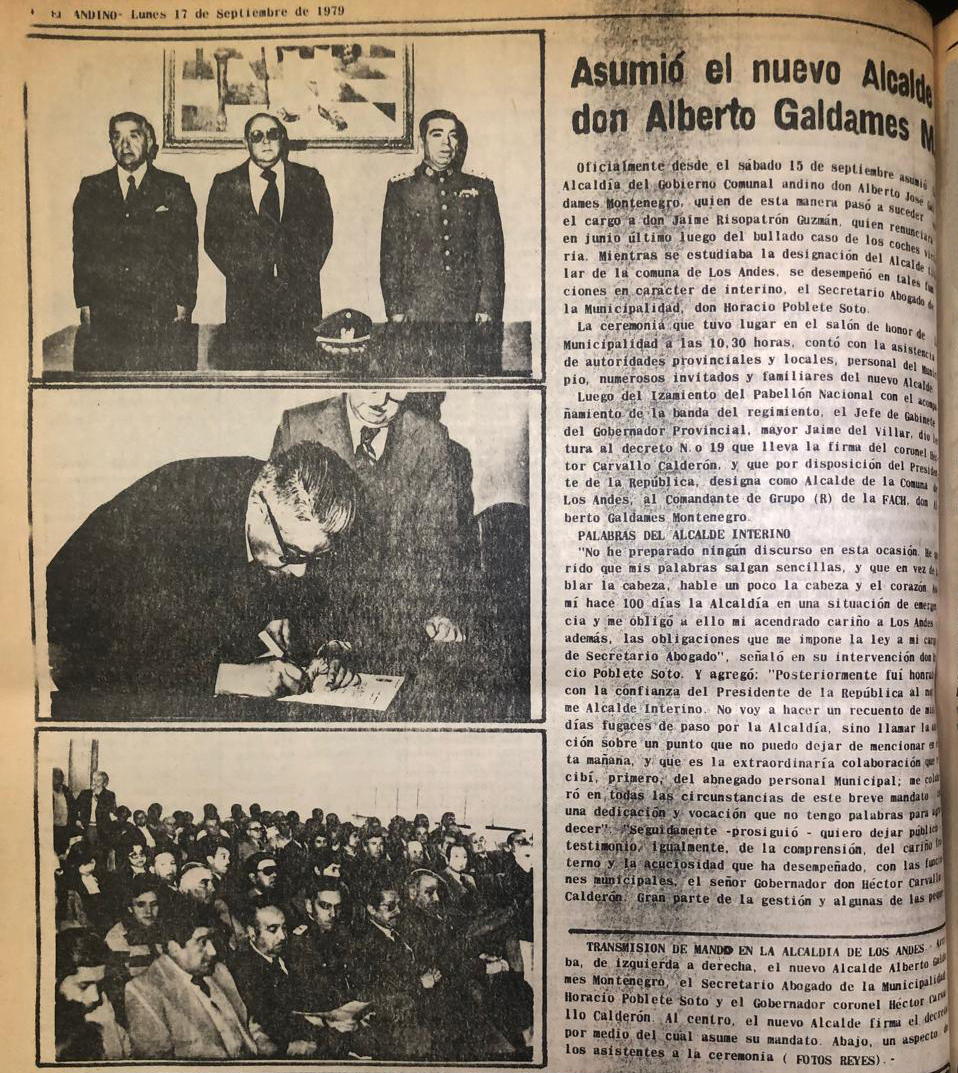 El ANDINO- Lunes 17 de Septiembre de 1979
Asumió el nuevo Alcalde
don Alberto Galdames M
Oficialmente desde el sábado 15 de septiembre asumió
Alcaldía del Gobierno Comunal andino don Alberto José
dames Montenegro, quien de esta manera pasó a suceder
el cargo a don Jaime Risopatrón Guzmán, quien renunciara
en junio último luego del bullado caso de los coches
ria. Mientras se estudiaba la designación del Alcalde
lar de la comuna de Los Andes, se desempeñó en tales
ciones en carácter de interino, el Secretario Abogado de
la Municipalidad, don Horacio Poblete Soto.
La ceremonia que tuvo lugar en el salón de honor de
Municipalidad a las 10,30 horas, contó con la asistencia
de autoridades provinciales y locales, personal del
pio, numerosos invitados y familiares del nuevo Alcalde.
Luego del Izamiento del Pabellón Nacional con el
ñamiento de la banda del regimiento, el Jefe de Gabinete
del Gobernador Provincial, mayor Jaime del Villar, dio
tura al decreto N.o 19 que lleva la firma del coronel
tor Carvallo Calderón, y que por disposición del
te de la República, designa como Alcalde de la Comuna
Los Andes, al Comandante de Grupo (R) de la FACH, don
berto Galdames Montenegro.
PALABRAS DEL ALCALDE INTERINO
"No he preparado ningún discurso en esta ocasión. He
rido que mis palabras salgan sencillas, y que en vez
blar la cabeza, hable un poco la cabeza y el corazón
mí hace 100 días la Alcaldía en una situación de
cia y me obligó a ello mi acendrado cariño a Los Andes
además, las obligaciones que me impone la ley a mi
de Secretario Abogado", señaló en su intervención don
cio Poblete Soto. Y agregó: "Posteriormente fuí
con la confianza del Presidente de la República al
me Alcalde Interino. No voy a hacer un recuento de
días fugaces de paso por la Alcaldía, sino llamar la
ción sobre un punto que no puedo dejar de mencionar
ta mañana, y que es la extraordinaría colaboración
cibí, primero, del abnegado personal Municipal; me
ró en todas las circunstancias de este breve mandato
una dedicación y vocación que no tengo palabras para
decer". "Seguidamente -prosiguió - quiero dejar público
testimonio, igualmente, de la comprensión, del cariño
terno y la acuciosidad que ha desempeñado, con las
nes municipales, el señor Gobernador don Héctor Carvallo
Calderón. Gran parte de la gestión y algunas de las
TRANSMISION DE MANDO EN LA ALCALDIA DE LOS ANDES.-
ba, de izquierda a derecha, el nuevo Alcalde Alberto
mes Montenegro, el Secretario Abogado de la Municipalidad
Horacio Poblete Soto y el Gobernador coronel Héctor
llo Calderón. Al centro, el nuevo Alcalde firma el decreto
por medio del cual asume su mandato. Abajo, un aspecto
los asistentes a la ceremonia ( FOTOS REYES).-